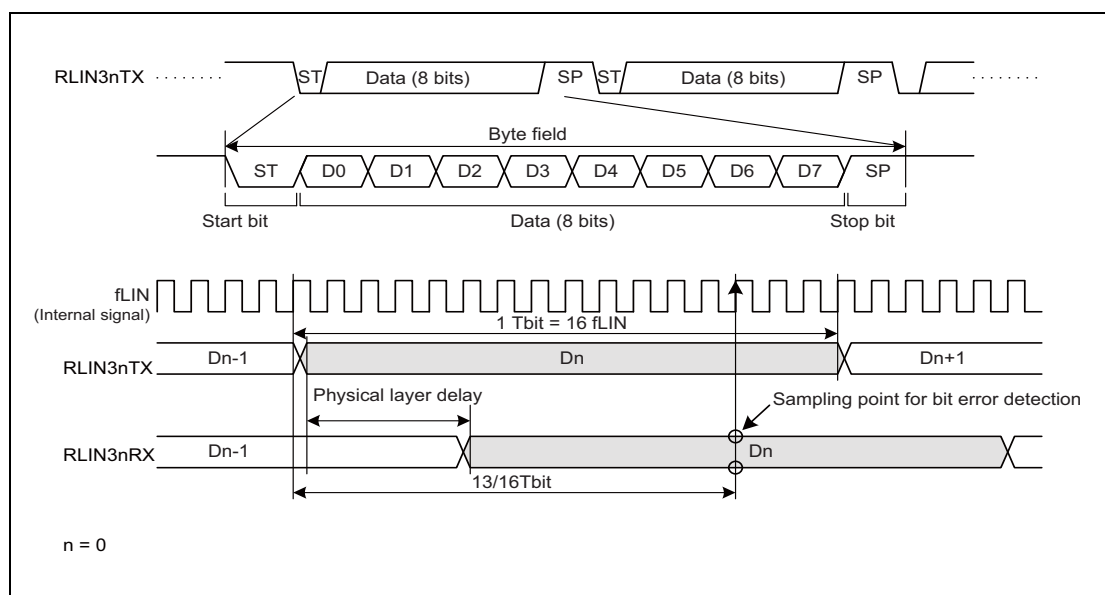 RLIN3nTX ST Data (8 bits) SP ST Data (8 bits) SP
Byte field
ST D0 D1 D2 D3 D4 D5 D6 D7 SP
Start bit Data (8 bits) Stop bit
fLIN
(Internal signal)
1 Tbit = 16 fLIN
RLIN3nTX Dn-1 Dn Dn+1
Physical layer delay
Sampling point for bit error detection
RLIN3nRX Dn-1 Dn
13/16Tbit
n = 0